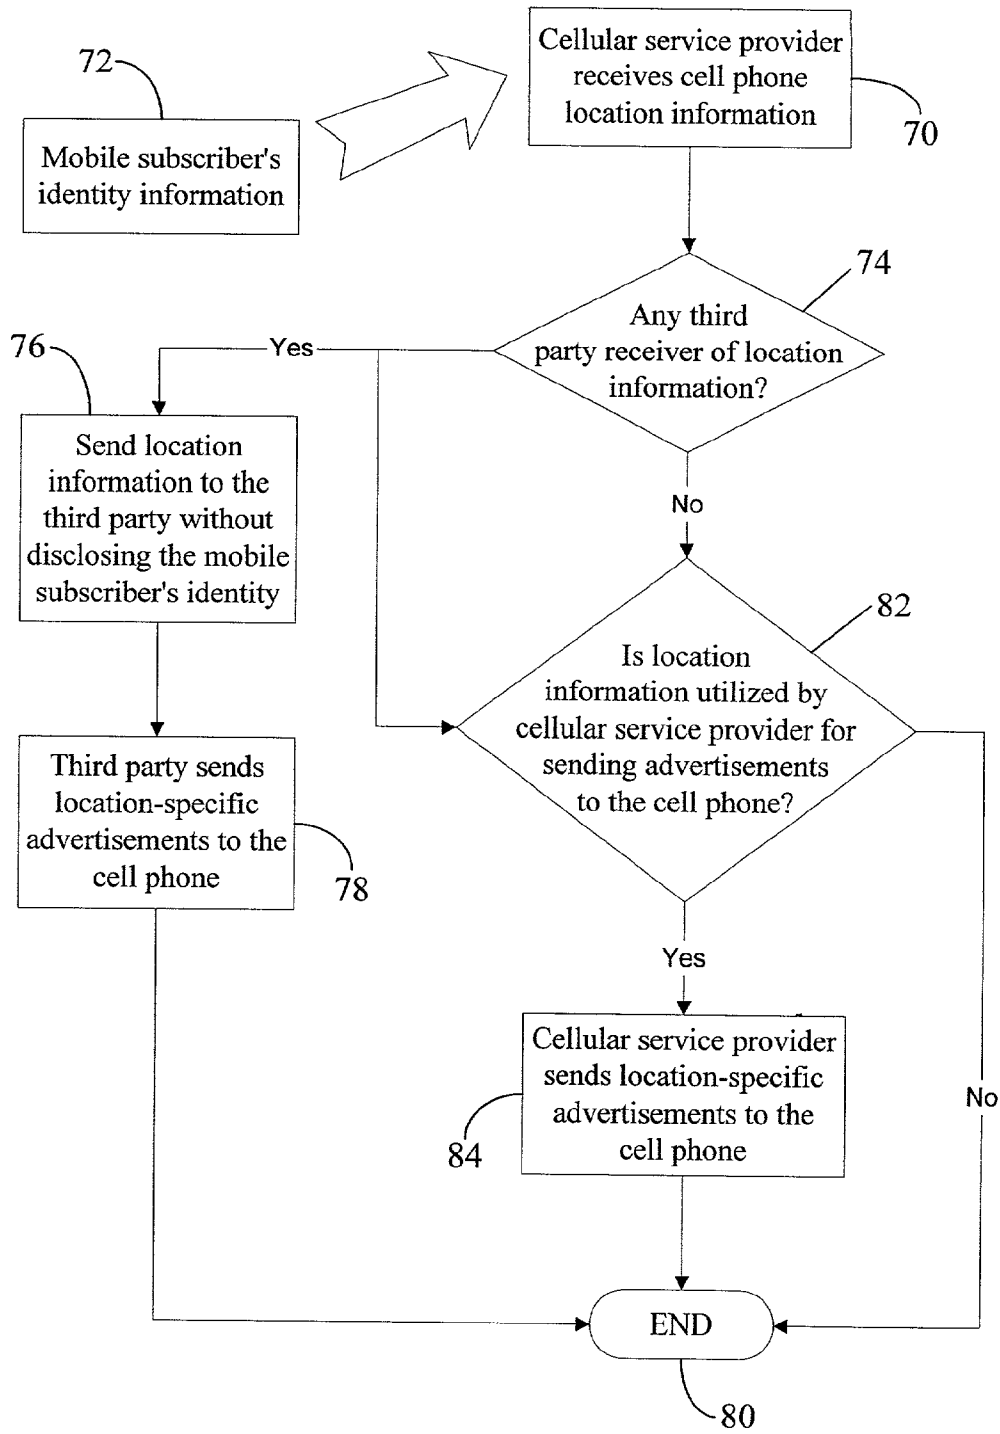 Cellular service provider
receives cell phone
location information
70
72
Mobile subscriber's
identity information
74
Any third
party receiver of location
information?
Yes
76
Send location
information to the
third party without
disclosing the mobile
subscriber's identity
No
82
Is location
information utilized by
cellular service provider for
sending advertisements
to the cell phone?
Third party sends
location-specific
advertisements to the
cell phone
78
Yes
Cellular service provider
sends location-specific
advertisements to the
cell phone
84
No
END
80